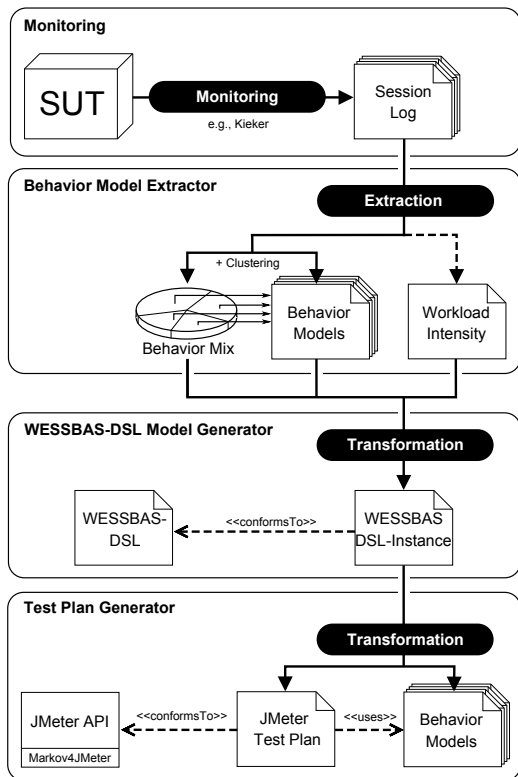 Monitoring
SUT
Monitoring
e.g., Kieker
Session
Log
Behavior Model Extractor
Extraction
+ Clustering
Behavior Mix
Behavior
Models
Workload
Intensity
WESSBAS-DSL Model Generator
Transformation
WESSBAS-
DSL
<<conformsTo>>
WESSBAS
DSL-Instance
Test Plan Generator
Transformation
JMeter API
Markov4JMeter
<<conformsTo>>
JMeter
Test Plan
<<uses>>
Behavior
Models